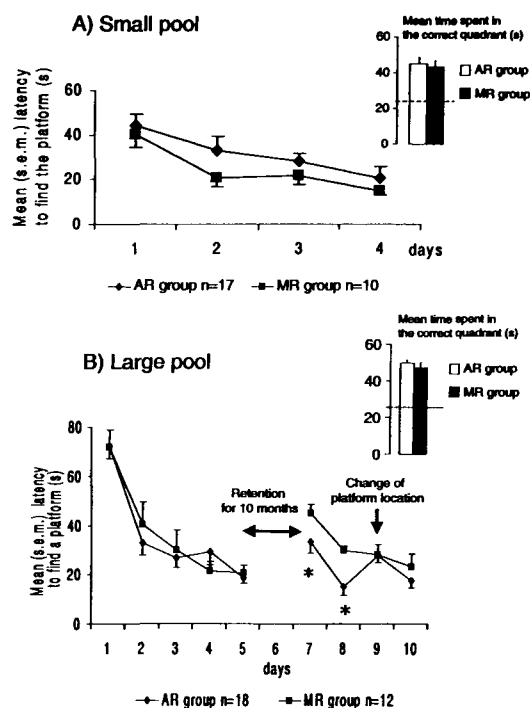 A) Small pool
Mean time spent in
the correct quadrant (s)
60
40
20
0
AR group
MR group
Mean (s.e.m.) latency
to find the platform (s)
60
40
20
0
1 2 3 4 days
AR group n=17 MR group n=10
B) Large pool
Mean time spent in
the correct quadrant (s)
60
40
20
0
AR group
MR group
Mean (s.e.m.) latency
to find a platform (s)
80
60
40
20
0
Retention
for 10 months
Change of
platform location
* *
1 2 3 4 5 6 7 8 9 10
days
AR group n=18 MR group n=12